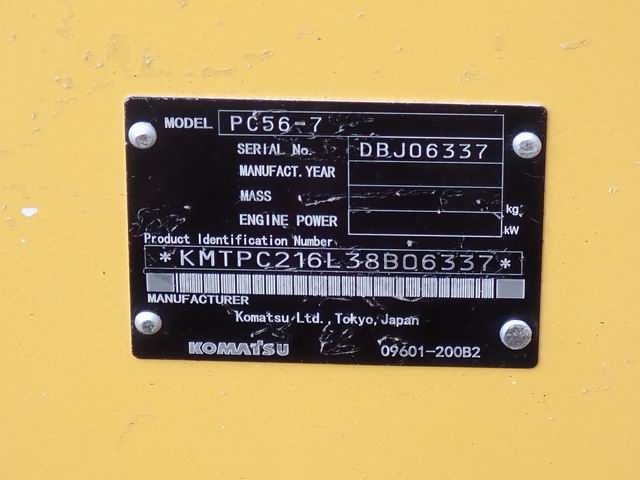 MODEL PC56-7
SERIAL No. DBJ06337
MANUFACT. YEAR
MASS kg
ENGINE POWER kW
Product Identification Number
*KMTPC216L38B06337*
MANUFACTURER
Komatsu Ltd., Tokyo, Japan
KOMATSU 09601-200B2